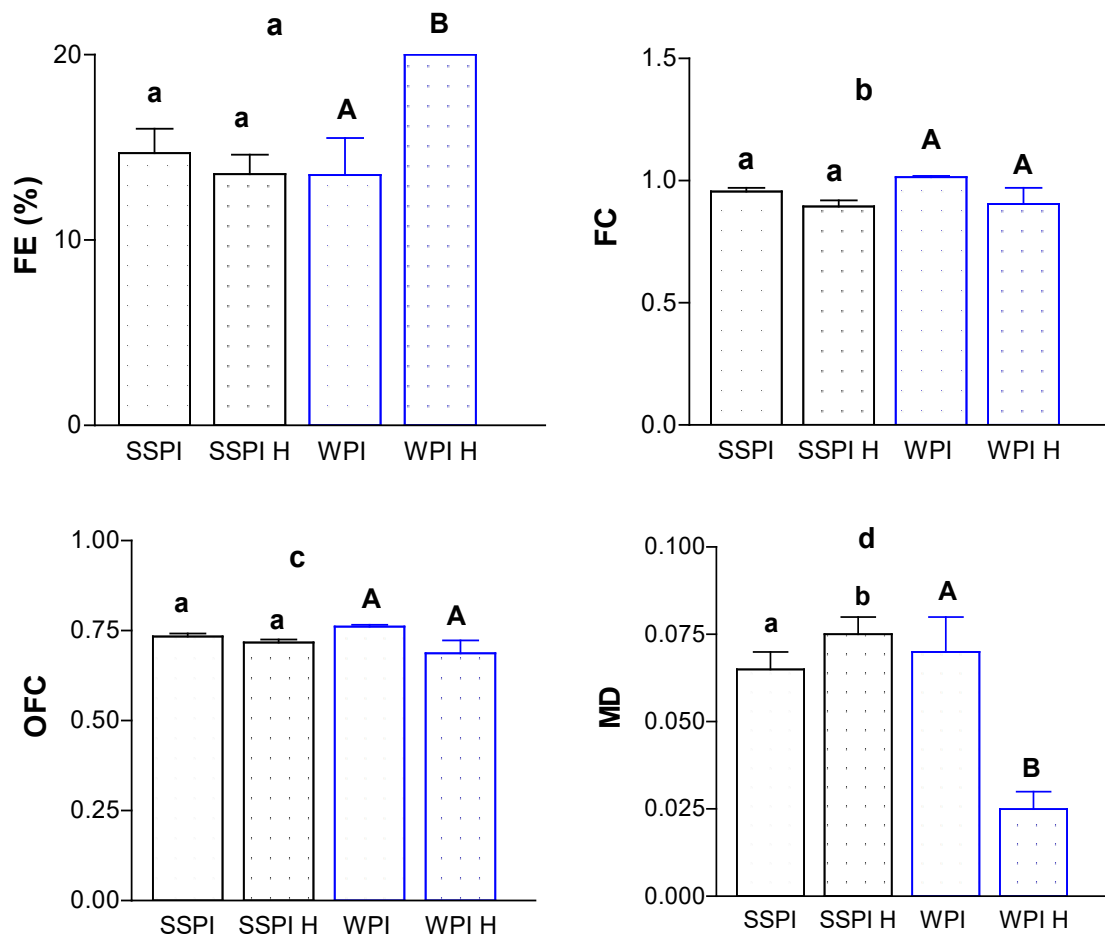 a
B
20
a
a
A
10
0
FE (%)
SSPI
SSPI H
WPI
WPI H
1.5
b
A
a
a
A
1.0
0.5
0.0
FC
SSPI
SSPI H
WPI
WPI H
1.00
c
a
a
A
A
0.75
0.50
0.25
0.00
OFC
SSPI
SSPI H
WPI
WPI H
0.100
d
a
b
A
B
0.075
0.050
0.025
0.000
MD
SSPI
SSPI H
WPI
WPI H